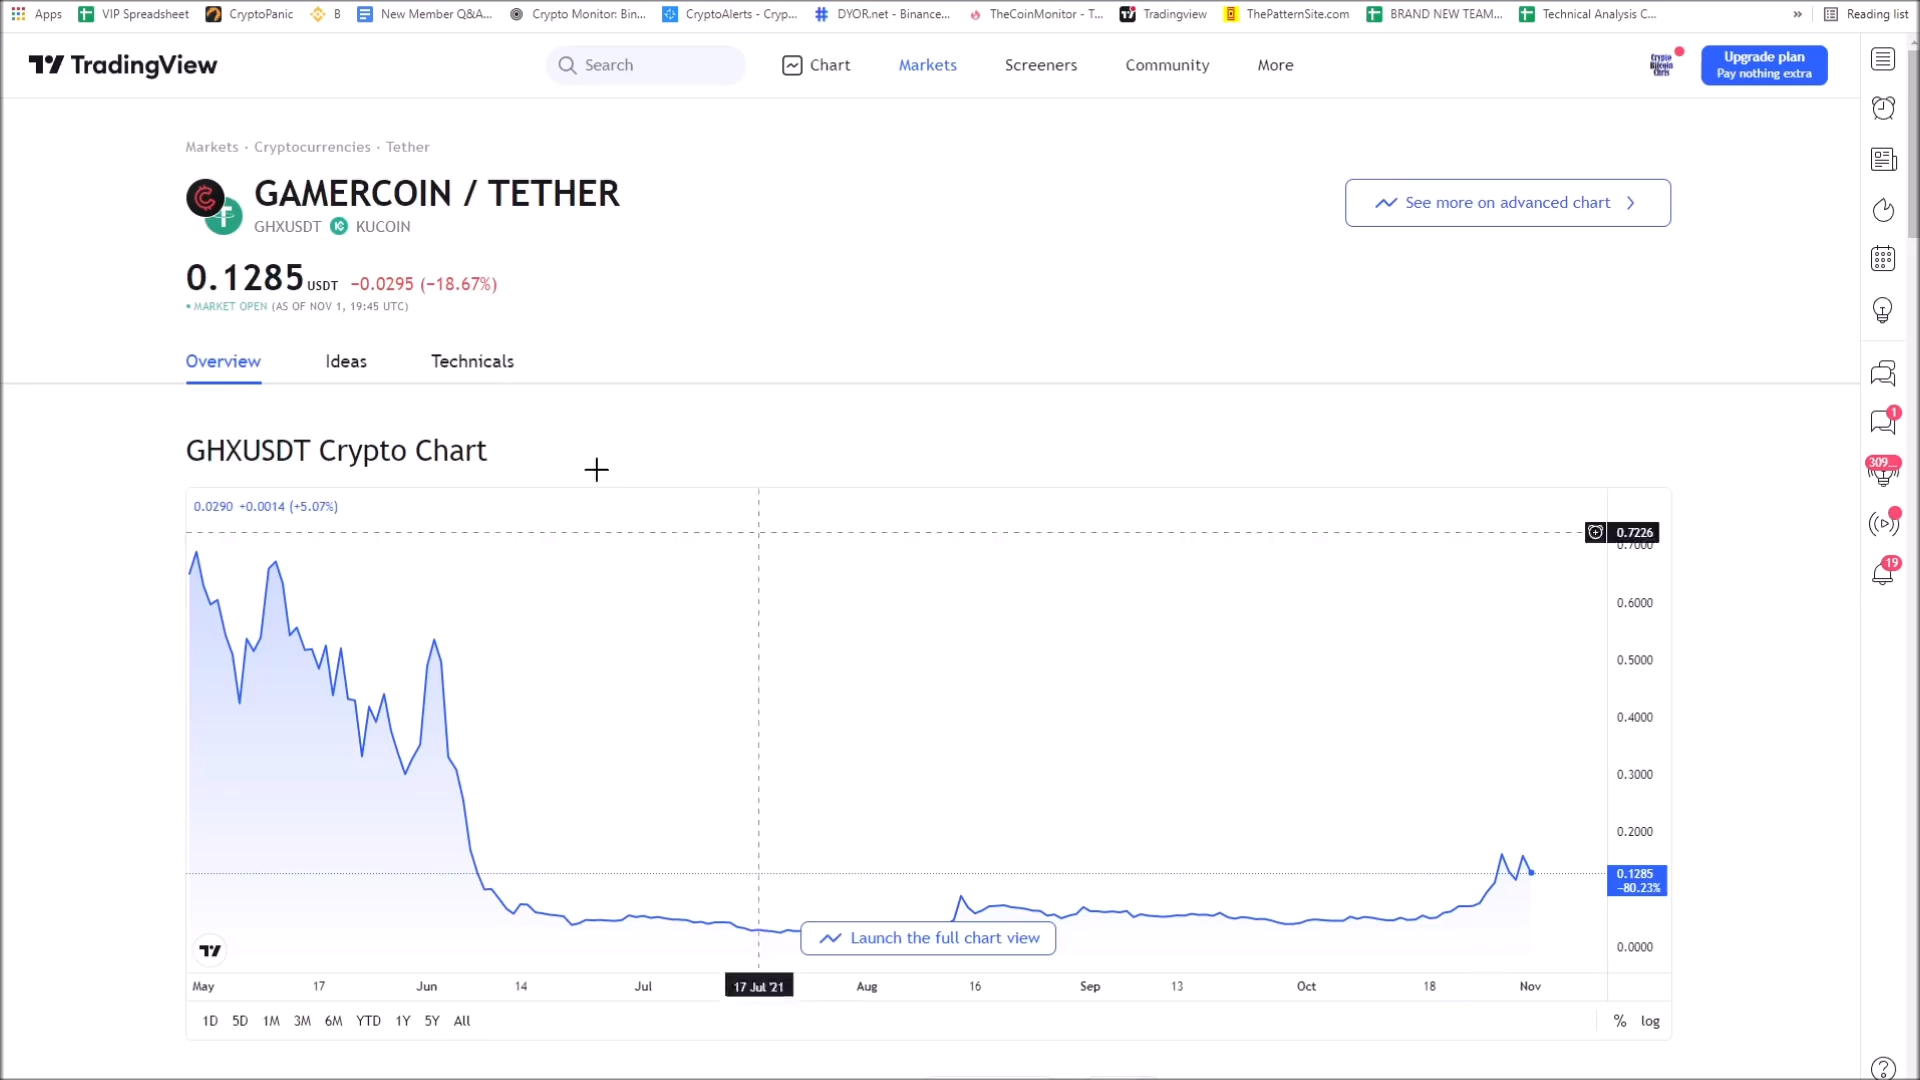 Apps VIP Spreadsheet CryptoPanic B New Member Q&A... Crypto Monitor: Bin... CryptoAlerts - Cryp... DYOR.net - Binance... TheCoinMonitor - T... Tradingview ThePatternSite.com BRAND NEW TEAM... Technical Analysis C... » Reading list
TradingView Search Chart Markets Screeners Community More Crypto Bitcoin Chris Upgrade plan
Pay nothing extra
Markets · Cryptocurrencies · Tether
GAMERCOIN / TETHER
GHXUSDT KUCOIN
See more on advanced chart
0.1285 USDT −0.0295 (−18.67%)
• MARKET OPEN (AS OF NOV 1, 19:45 UTC)
Overview Ideas Technicals
GHXUSDT Crypto Chart
1
309...
0.0290 +0.0014 (+5.07%)
0.7226
0.7000
19
0.6000
0.5000
0.4000
0.3000
0.2000
0.1285
−80.23%
Launch the full chart view
0.0000
May 17 Jun 14 Jul 17 Jul '21 Aug 16 Sep 13 Oct 18 Nov
1D 5D 1M 3M 6M YTD 1Y 5Y All % log